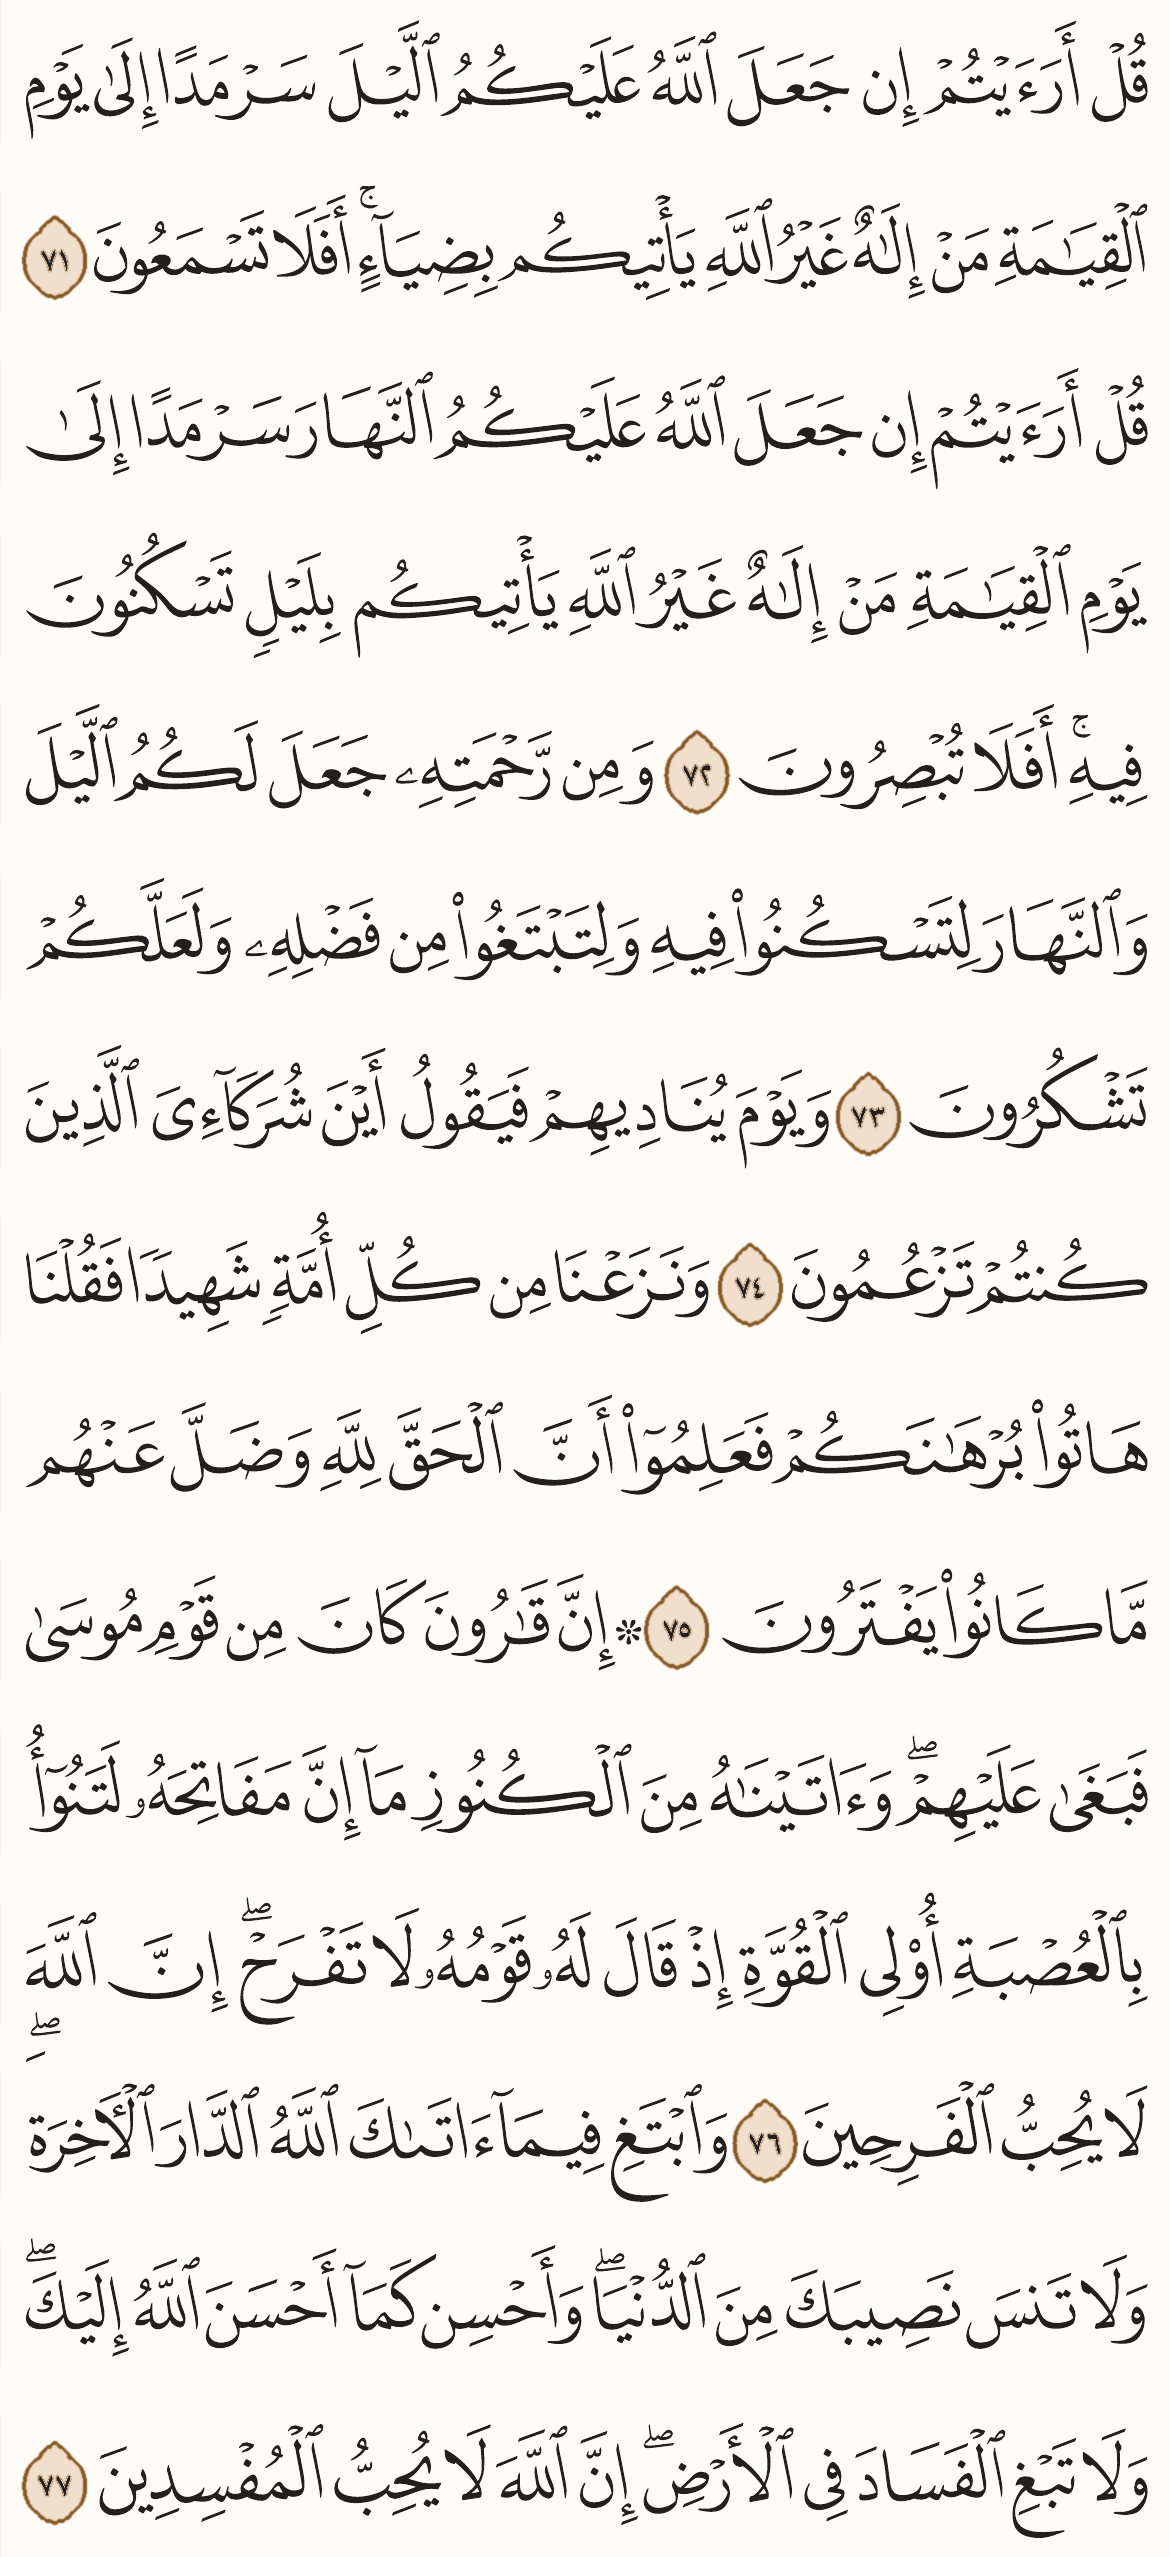 قُلْ أَرَءَيْتُمْ إِن جَعَلَ ٱللَّهُ عَلَيْكُمُ ٱلَّيْلَ سَرْمَدًا إِلَىٰ يَوْمِ
ٱلْقِيَـٰمَةِ مَنْ إِلَـٰهٌ غَيْرُ ٱللَّهِ يَأْتِيكُم بِضِيَآءٍ ۚ أَفَلَا تَسْمَعُونَ ٧١
قُلْ أَرَءَيْتُمْ إِن جَعَلَ ٱللَّهُ عَلَيْكُمُ ٱلنَّهَارَ سَرْمَدًا إِلَىٰ
يَوْمِ ٱلْقِيَـٰمَةِ مَنْ إِلَـٰهٌ غَيْرُ ٱللَّهِ يَأْتِيكُم بِلَيْلٍ تَسْكُنُونَ
فِيهِ ۚ أَفَلَا تُبْصِرُونَ ٧٢ وَمِن رَّحْمَتِهِۦ جَعَلَ لَكُمُ ٱلَّيْلَ
وَٱلنَّهَارَ لِتَسْكُنُوا۟ فِيهِ وَلِتَبْتَغُوا۟ مِن فَضْلِهِۦ وَلَعَلَّكُمْ
تَشْكُرُونَ ٧٣ وَيَوْمَ يُنَادِيهِمْ فَيَقُولُ أَيْنَ شُرَكَآءِىَ ٱلَّذِينَ
كُنتُمْ تَزْعُمُونَ ٧٤ وَنَزَعْنَا مِن كُلِّ أُمَّةٍ شَهِيدًا فَقُلْنَا
هَاتُوا۟ بُرْهَـٰنَكُمْ فَعَلِمُوٓا۟ أَنَّ ٱلْحَقَّ لِلَّهِ وَضَلَّ عَنْهُم
مَّا كَانُوا۟ يَفْتَرُونَ ٧٥ ۞ إِنَّ قَـٰرُونَ كَانَ مِن قَوْمِ مُوسَىٰ
فَبَغَىٰ عَلَيْهِمْ ۖ وَءَاتَيْنَـٰهُ مِنَ ٱلْكُنُوزِ مَآ إِنَّ مَفَاتِحَهُۥ لَتَنُوٓأُ
بِٱلْعُصْبَةِ أُو۟لِى ٱلْقُوَّةِ إِذْ قَالَ لَهُۥ قَوْمُهُۥ لَا تَفْرَحْ ۖ إِنَّ ٱللَّهَ
لَا يُحِبُّ ٱلْفَرِحِينَ ٧٦ وَٱبْتَغِ فِيمَآ ءَاتَىٰكَ ٱللَّهُ ٱلدَّارَ ٱلْـَٔاخِرَةَ ۖ
وَلَا تَنسَ نَصِيبَكَ مِنَ ٱلدُّنْيَا ۖ وَأَحْسِن كَمَآ أَحْسَنَ ٱللَّهُ إِلَيْكَ ۖ
وَلَا تَبْغِ ٱلْفَسَادَ فِى ٱلْأَرْضِ ۖ إِنَّ ٱللَّهَ لَا يُحِبُّ ٱلْمُفْسِدِينَ ٧٧